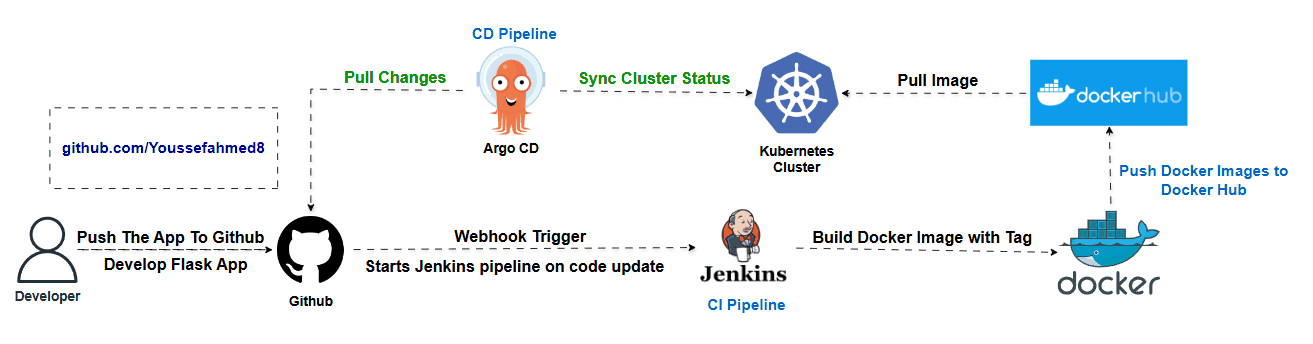 CD Pipeline
Pull Changes
Sync Cluster Status
Pull Image
dockerhub
Argo CD
Kubernetes
Cluster
github.com/Youssefahmed8
Push Docker Images to
Docker Hub
Push The App To Github
Develop Flask App
Webhook Trigger
Starts Jenkins pipeline on code update
Build Docker Image with Tag
Jenkins
docker
Developer
Github
CI Pipeline